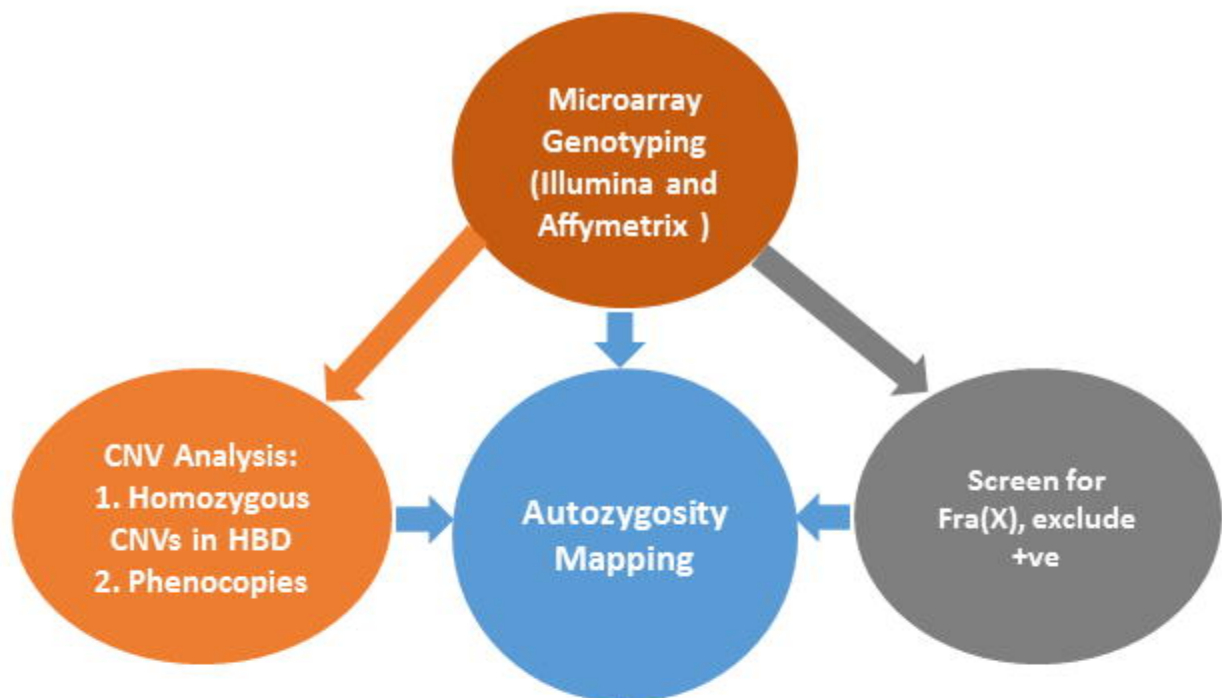 Microarray
Genotyping
(Illumina and
Affymetrix )
CNV Analysis:
1. Homozygous
CNVs in HBD
2. Phenocopies
Autozygosity
Mapping
Screen for
Fra(X), exclude
+ve